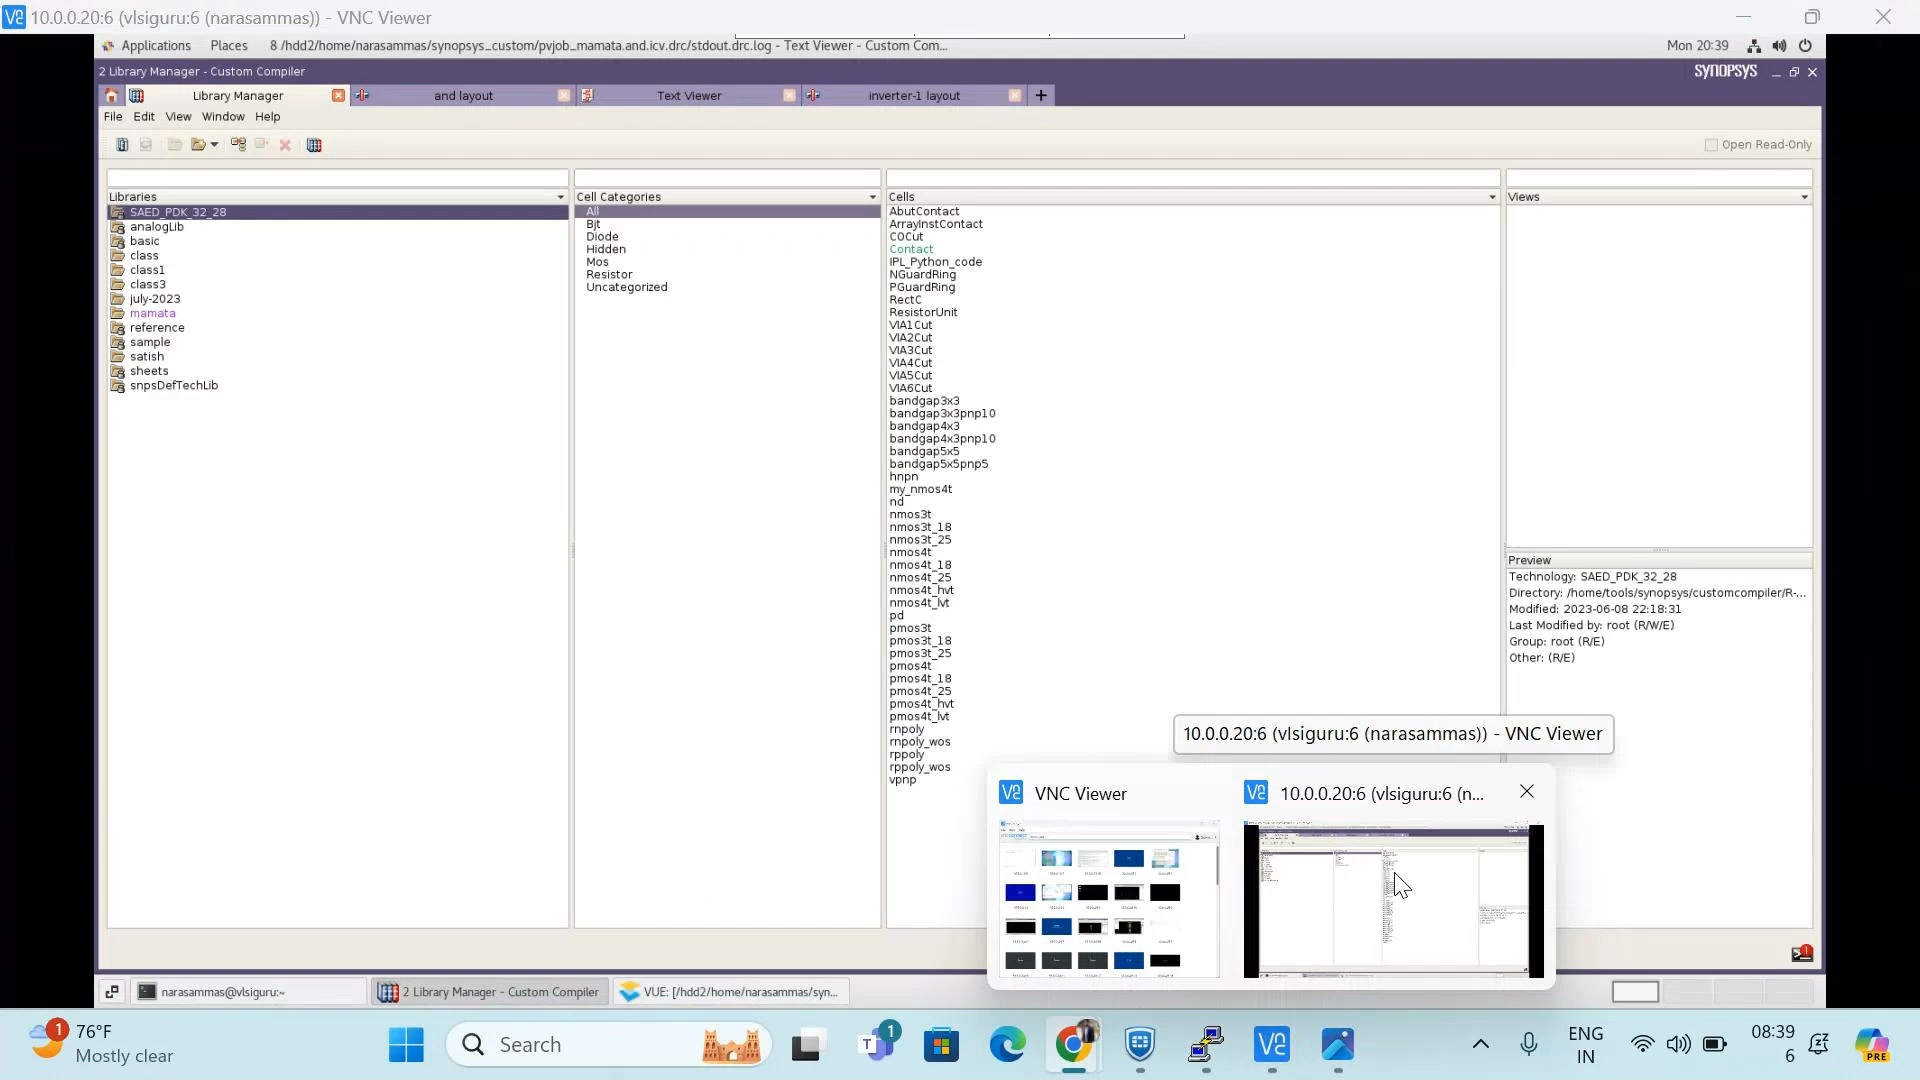 10.0.0.20:6 (vlsiguru:6 (narasammas)) - VNC Viewer
Applications Places 8 /hdd2/home/narasammas/synopsys_custom/pvjob_mamata.and.icv.drc/stdout.drc.log - Text Viewer - Custom Com... Mon 20:39
2 Library Manager - Custom Compiler SYNOPSYS
Library Manager and layout Text Viewer inverter-1 layout
File Edit View Window Help
Open Read-Only
Libraries
SAED_PDK_32_28
analogLib
basic
class
class1
class3
july-2023
mamata
reference
sample
satish
sheets
snpsDefTechLib
Cell Categories
All
Bjt
Diode
Hidden
Mos
Resistor
Uncategorized
Cells
AbutContact
ArrayInstContact
COCut
Contact
IPL_Python_code
NGuardRing
PGuardRing
RectC
ResistorUnit
VIA1Cut
VIA2Cut
VIA3Cut
VIA4Cut
VIA5Cut
VIA6Cut
bandgap3x3
bandgap3x3pnp10
bandgap4x3
bandgap4x3pnp10
bandgap5x5
bandgap5x5pnp5
hnpn
my_nmos4t
nd
nmos3t
nmos3t_18
nmos3t_25
nmos4t
nmos4t_18
nmos4t_25
nmos4t_hvt
nmos4t_lvt
pd
pmos3t
pmos3t_18
pmos3t_25
pmos4t
pmos4t_18
pmos4t_25
pmos4t_hvt
pmos4t_lvt
rnpoly
rnpoly_wos
rppoly
rppoly_wos
vpnp
Views
Preview
Technology: SAED_PDK_32_28
Directory: /home/tools/synopsys/customcompiler/R-...
Modified: 2023-06-08 22:18:31
Last Modified by: root (R/W/E)
Group: root (R/E)
Other: (R/E)
10.0.0.20:6 (vlsiguru:6 (narasammas)) - VNC Viewer
VNC Viewer
10.0.0.20:6 (vlsiguru:6 (n...
1
narasammas@vlsiguru:~
2 Library Manager - Custom Compiler
VUE: [/hdd2/home/narasammas/syn...
1
76°F
Mostly clear
Search
1
ENG
IN
08:39
6
PRE